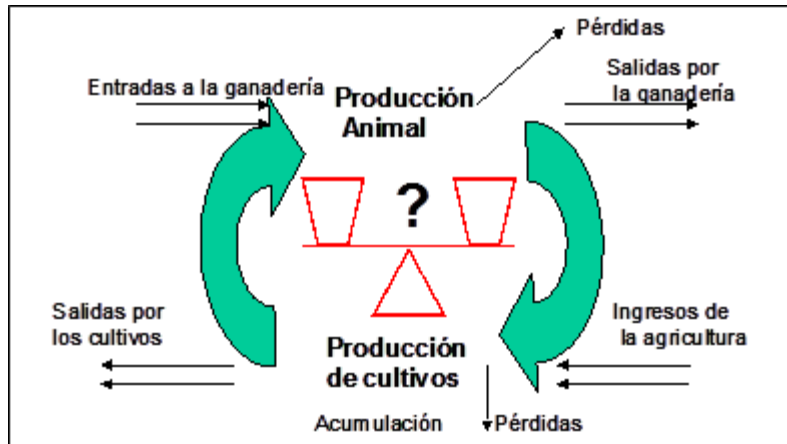 Pérdidas
Entradas a la ganadería
Producción
Animal
Salidas por
la ganadería
?
Salidas por
los cultivos
Ingresos de
la agricultura
Producción
de cultivos
Acumulación
Pérdidas